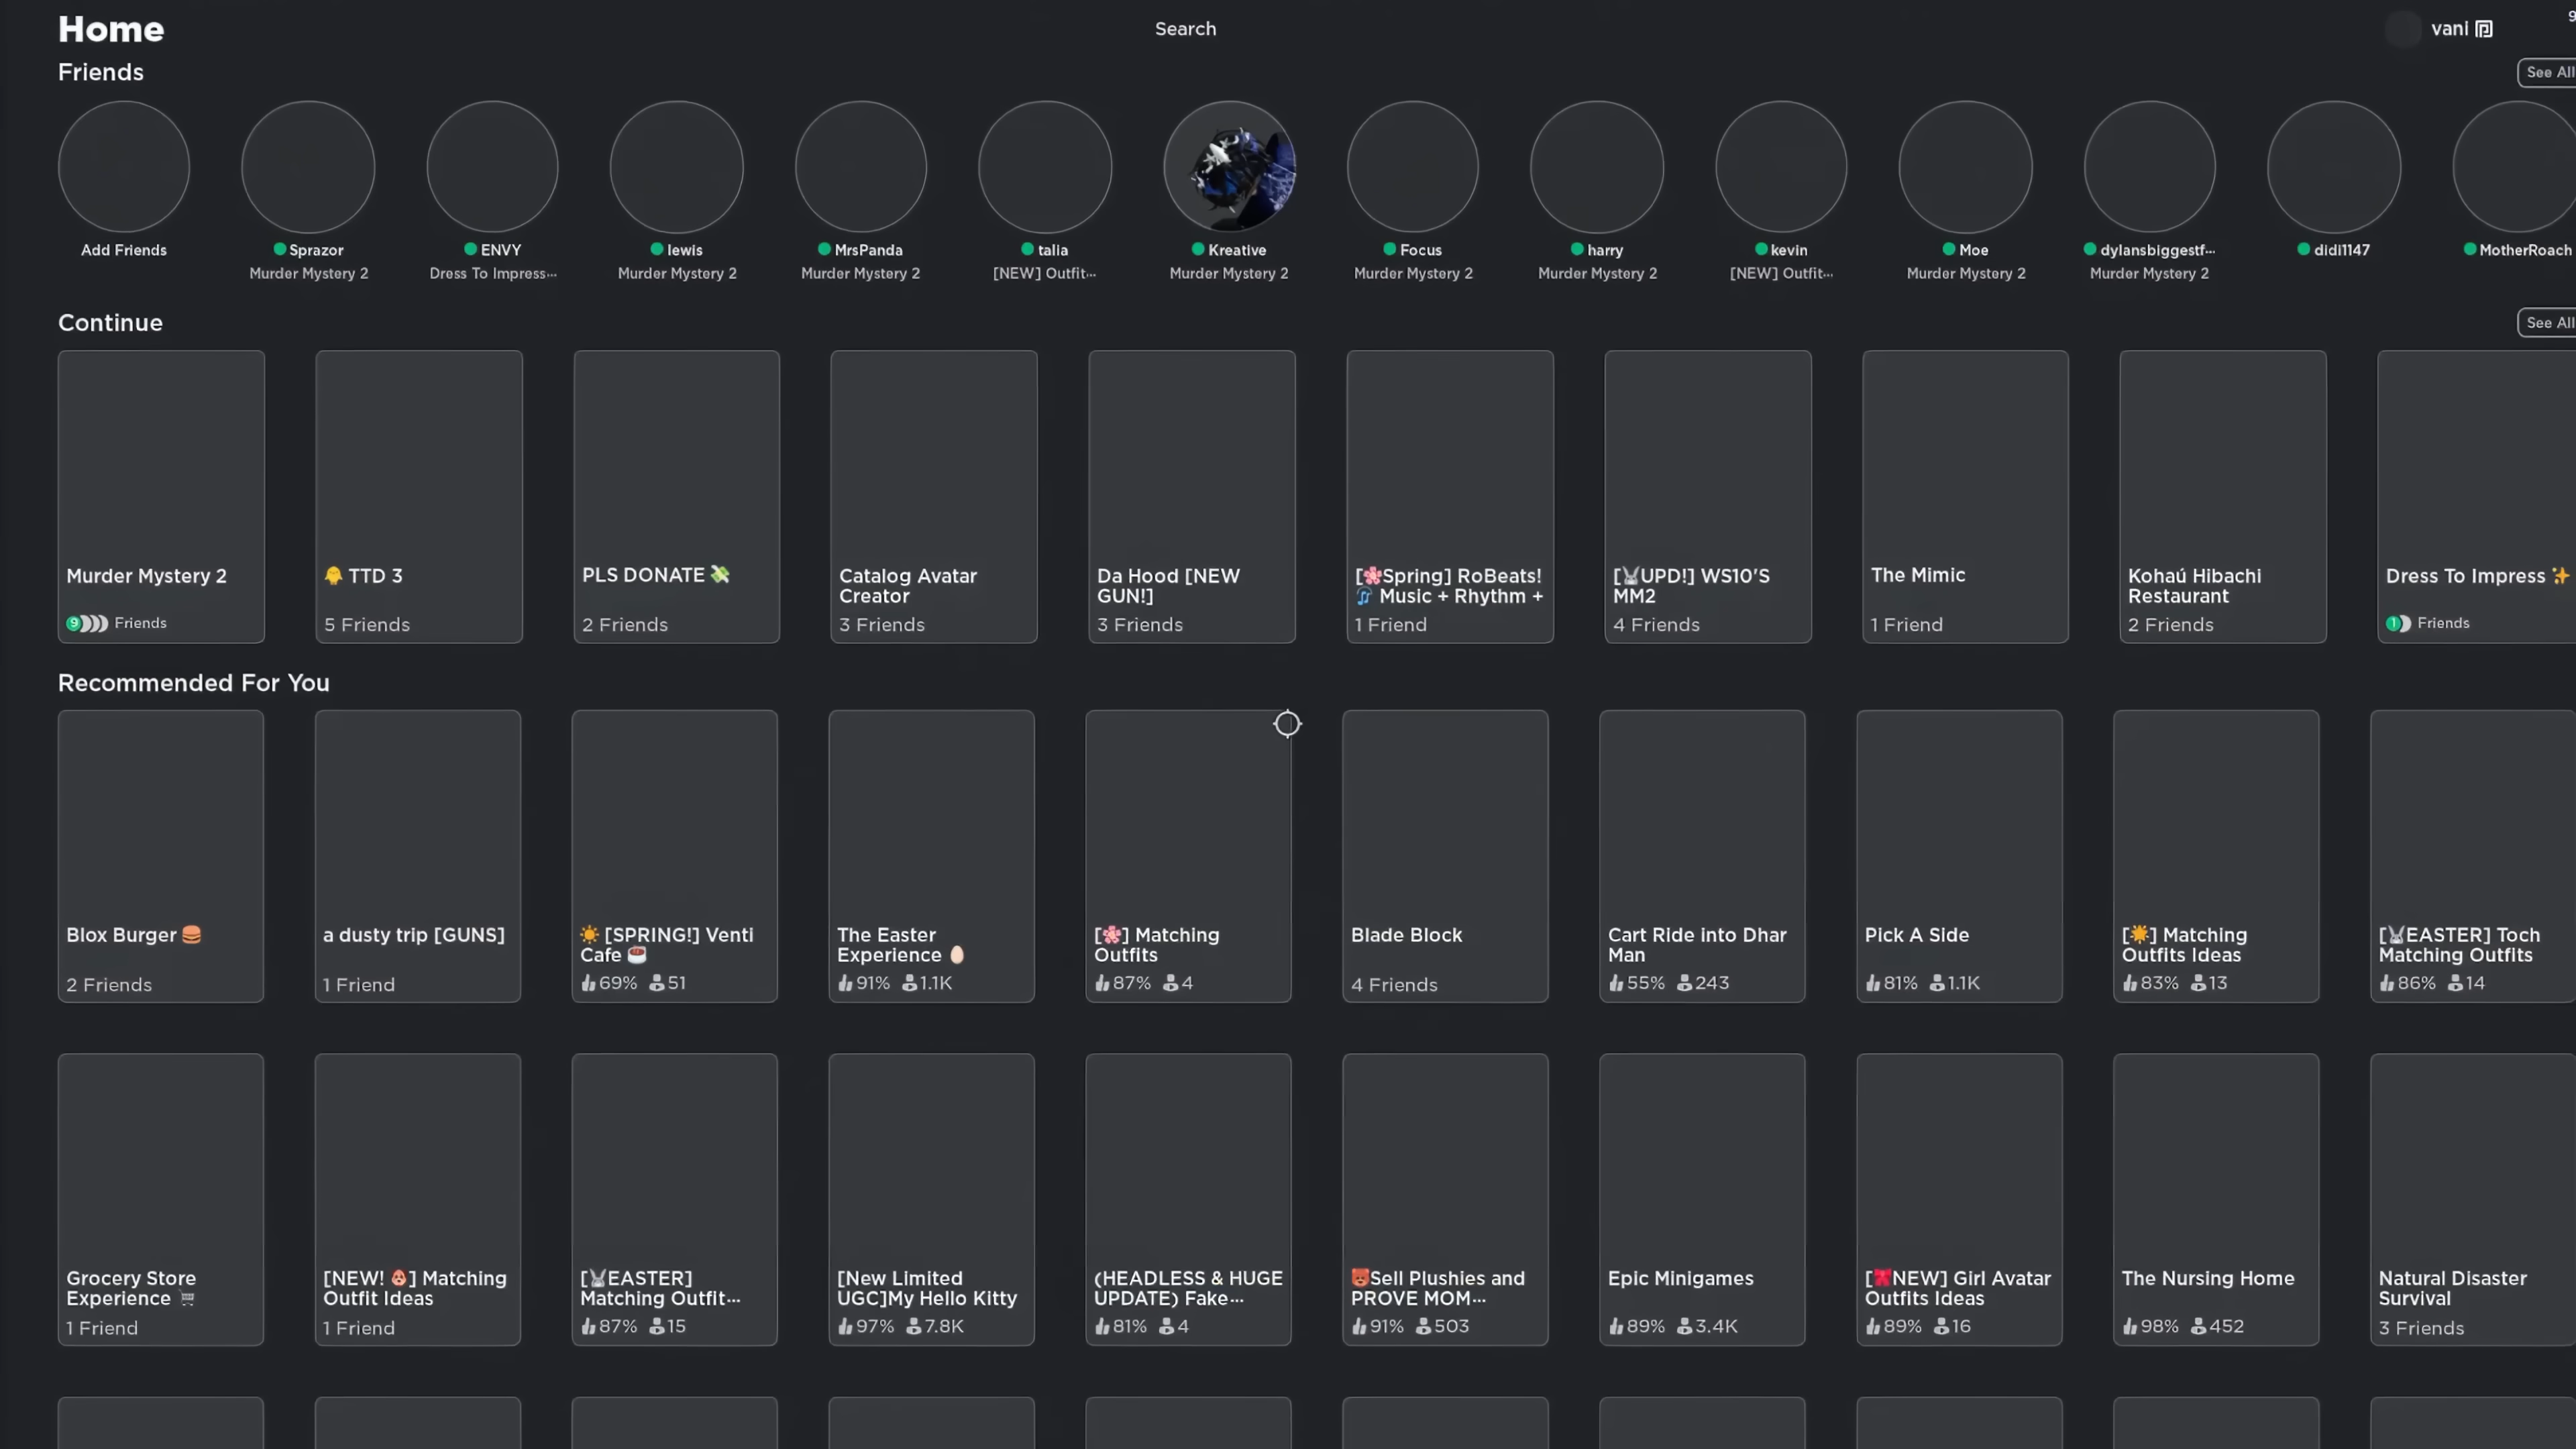 Home
Search
vani
9
Friends
See All
Add Friends
Sprazor
ENVY
lewis
MrsPanda
talia
Kreative
Focus
harry
kevin
Moe
dylansbiggestf...
didi1147
MotherRoach
Murder Mystery 2
Dress To Impress...
Murder Mystery 2
Murder Mystery 2
[NEW] Outfit...
Murder Mystery 2
Murder Mystery 2
Murder Mystery 2
[NEW] Outfit...
Murder Mystery 2
Murder Mystery 2
Continue
See All
Murder Mystery 2
9 Friends
🐥 TTD 3
5 Friends
PLS DONATE 💸
2 Friends
Catalog Avatar
Creator
3 Friends
Da Hood [NEW
GUN!]
3 Friends
[🌸Spring] RoBeats!
🎵 Music + Rhythm +
1 Friend
[🐰UPD!] WS10'S
MM2
4 Friends
The Mimic
1 Friend
Kohaú Hibachi
Restaurant
2 Friends
Dress To Impress ✨
1 Friends
Recommended For You
Blox Burger 🍔
2 Friends
a dusty trip [GUNS]
1 Friend
☀️ [SPRING!] Venti
Cafe ☕
69% 51
The Easter
Experience 🥚
91% 1.1K
[🌸] Matching
Outfits
87% 4
Blade Block
4 Friends
Cart Ride into Dhar
Man
55% 243
Pick A Side
81% 1.1K
[☀️] Matching
Outfits Ideas
83% 13
[🐰EASTER] Toch
Matching Outfits
86% 14
Grocery Store
Experience 🛒
1 Friend
[NEW! ] Matching
Outfit Ideas
1 Friend
[🐰EASTER]
Matching Outfit...
87% 15
[New Limited
UGC]My Hello Kitty
97% 7.8K
(HEADLESS & HUGE
UPDATE) Fake...
81% 4
🐻Sell Plushies and
PROVE MOM...
91% 503
Epic Minigames
89% 3.4K
[🎀NEW] Girl Avatar
Outfits Ideas
89% 16
The Nursing Home
98% 452
Natural Disaster
Survival
3 Friends